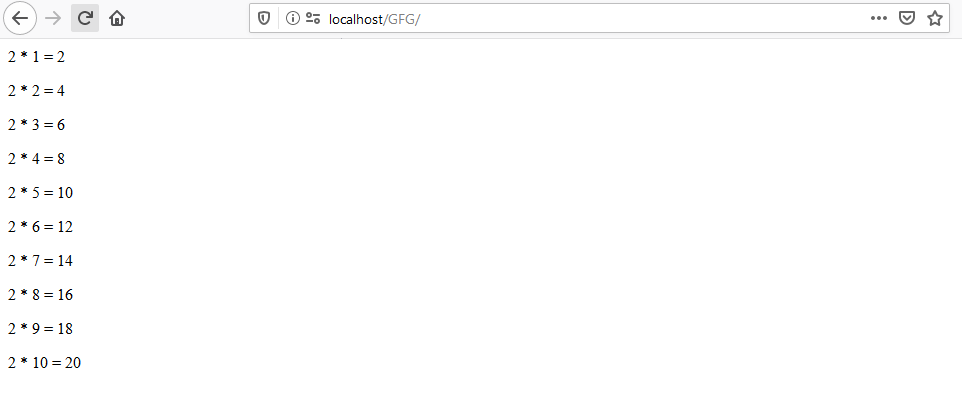 localhost/GFG/
2 * 1 = 2
2 * 2 = 4
2 * 3 = 6
2 * 4 = 8
2 * 5 = 10
2 * 6 = 12
2 * 7 = 14
2 * 8 = 16
2 * 9 = 18
2 * 10 = 20